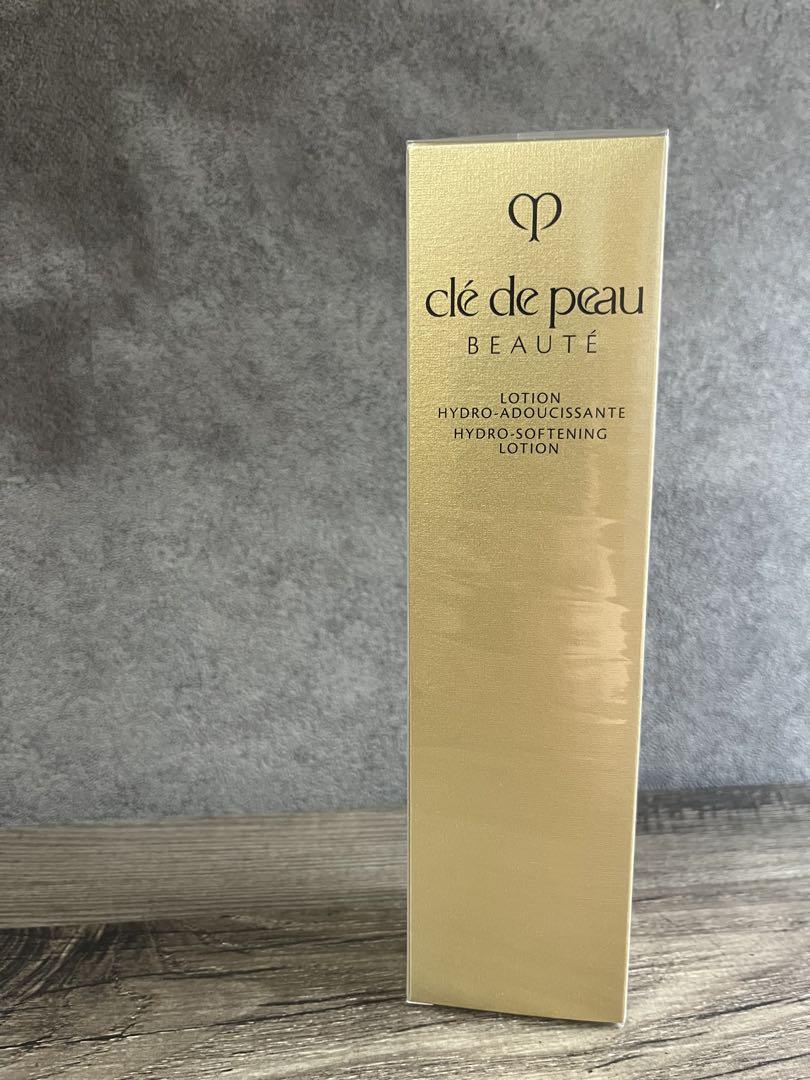 clé de peau
BEAUTÉ
LOTION
HYDRO-ADOUCISSANTE
HYDRO-SOFTENING
LOTION